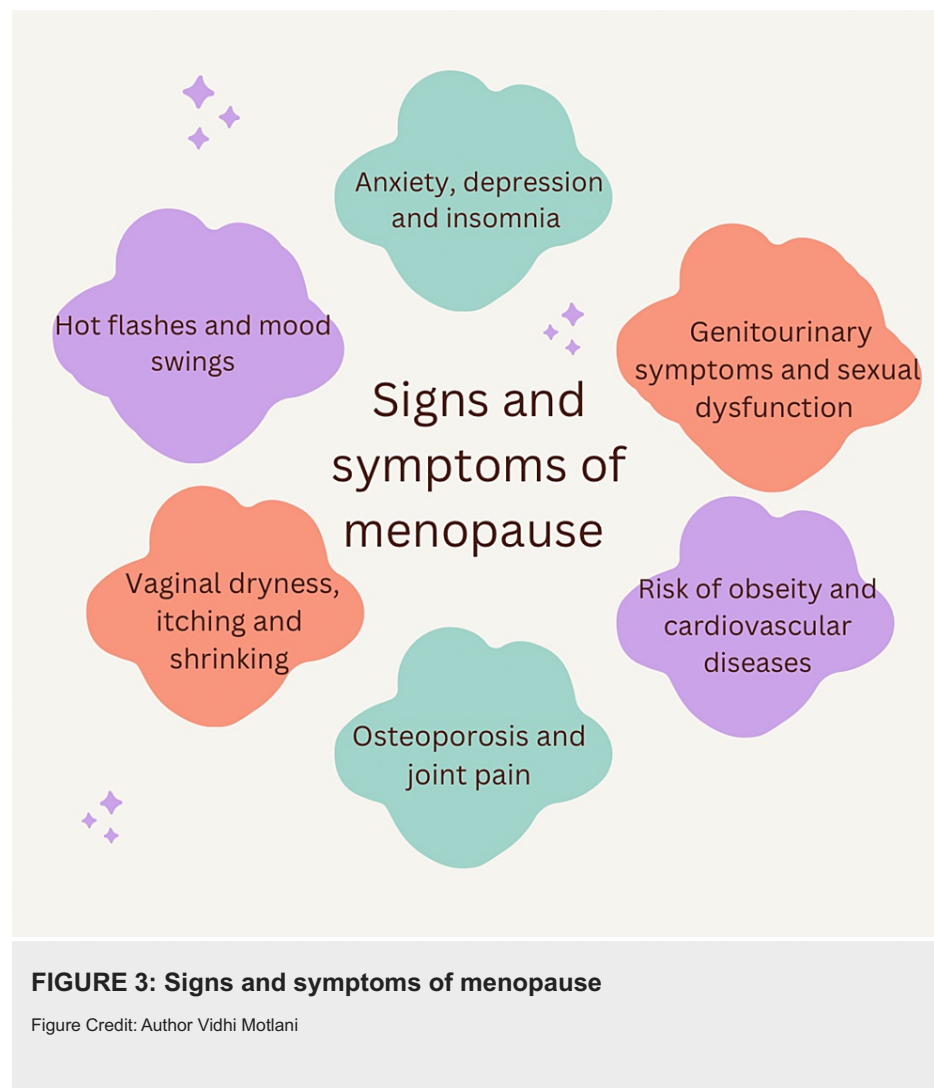 Anxiety, depression
and insomnia
Hot flashes and mood
swings
Genitourinary
symptoms and sexual
dysfunction
Signs and
symptoms of
menopause
Vaginal dryness,
itching and
shrinking
Risk of obseity and
cardiovascular
diseases
Osteoporosis and
joint pain
FIGURE 3: Signs and symptoms of menopause
Figure Credit: Author Vidhi Motlani